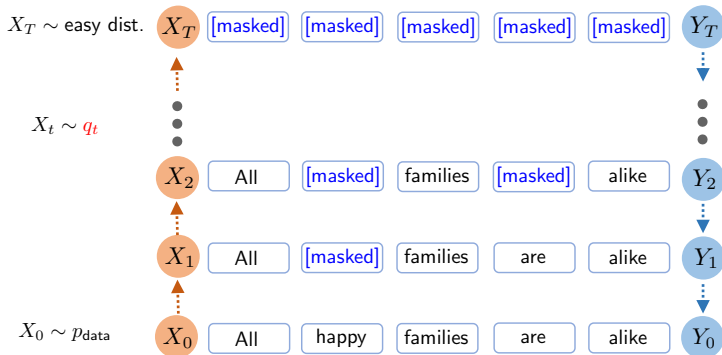 X_T ∼ easy dist. X_T [masked] [masked] [masked] [masked] [masked] Y_T
X_t ∼ q_t
X_2 All [masked] families [masked] alike Y_2
X_1 All [masked] families are alike Y_1
X_0 ∼ p_data X_0 All happy families are alike Y_0